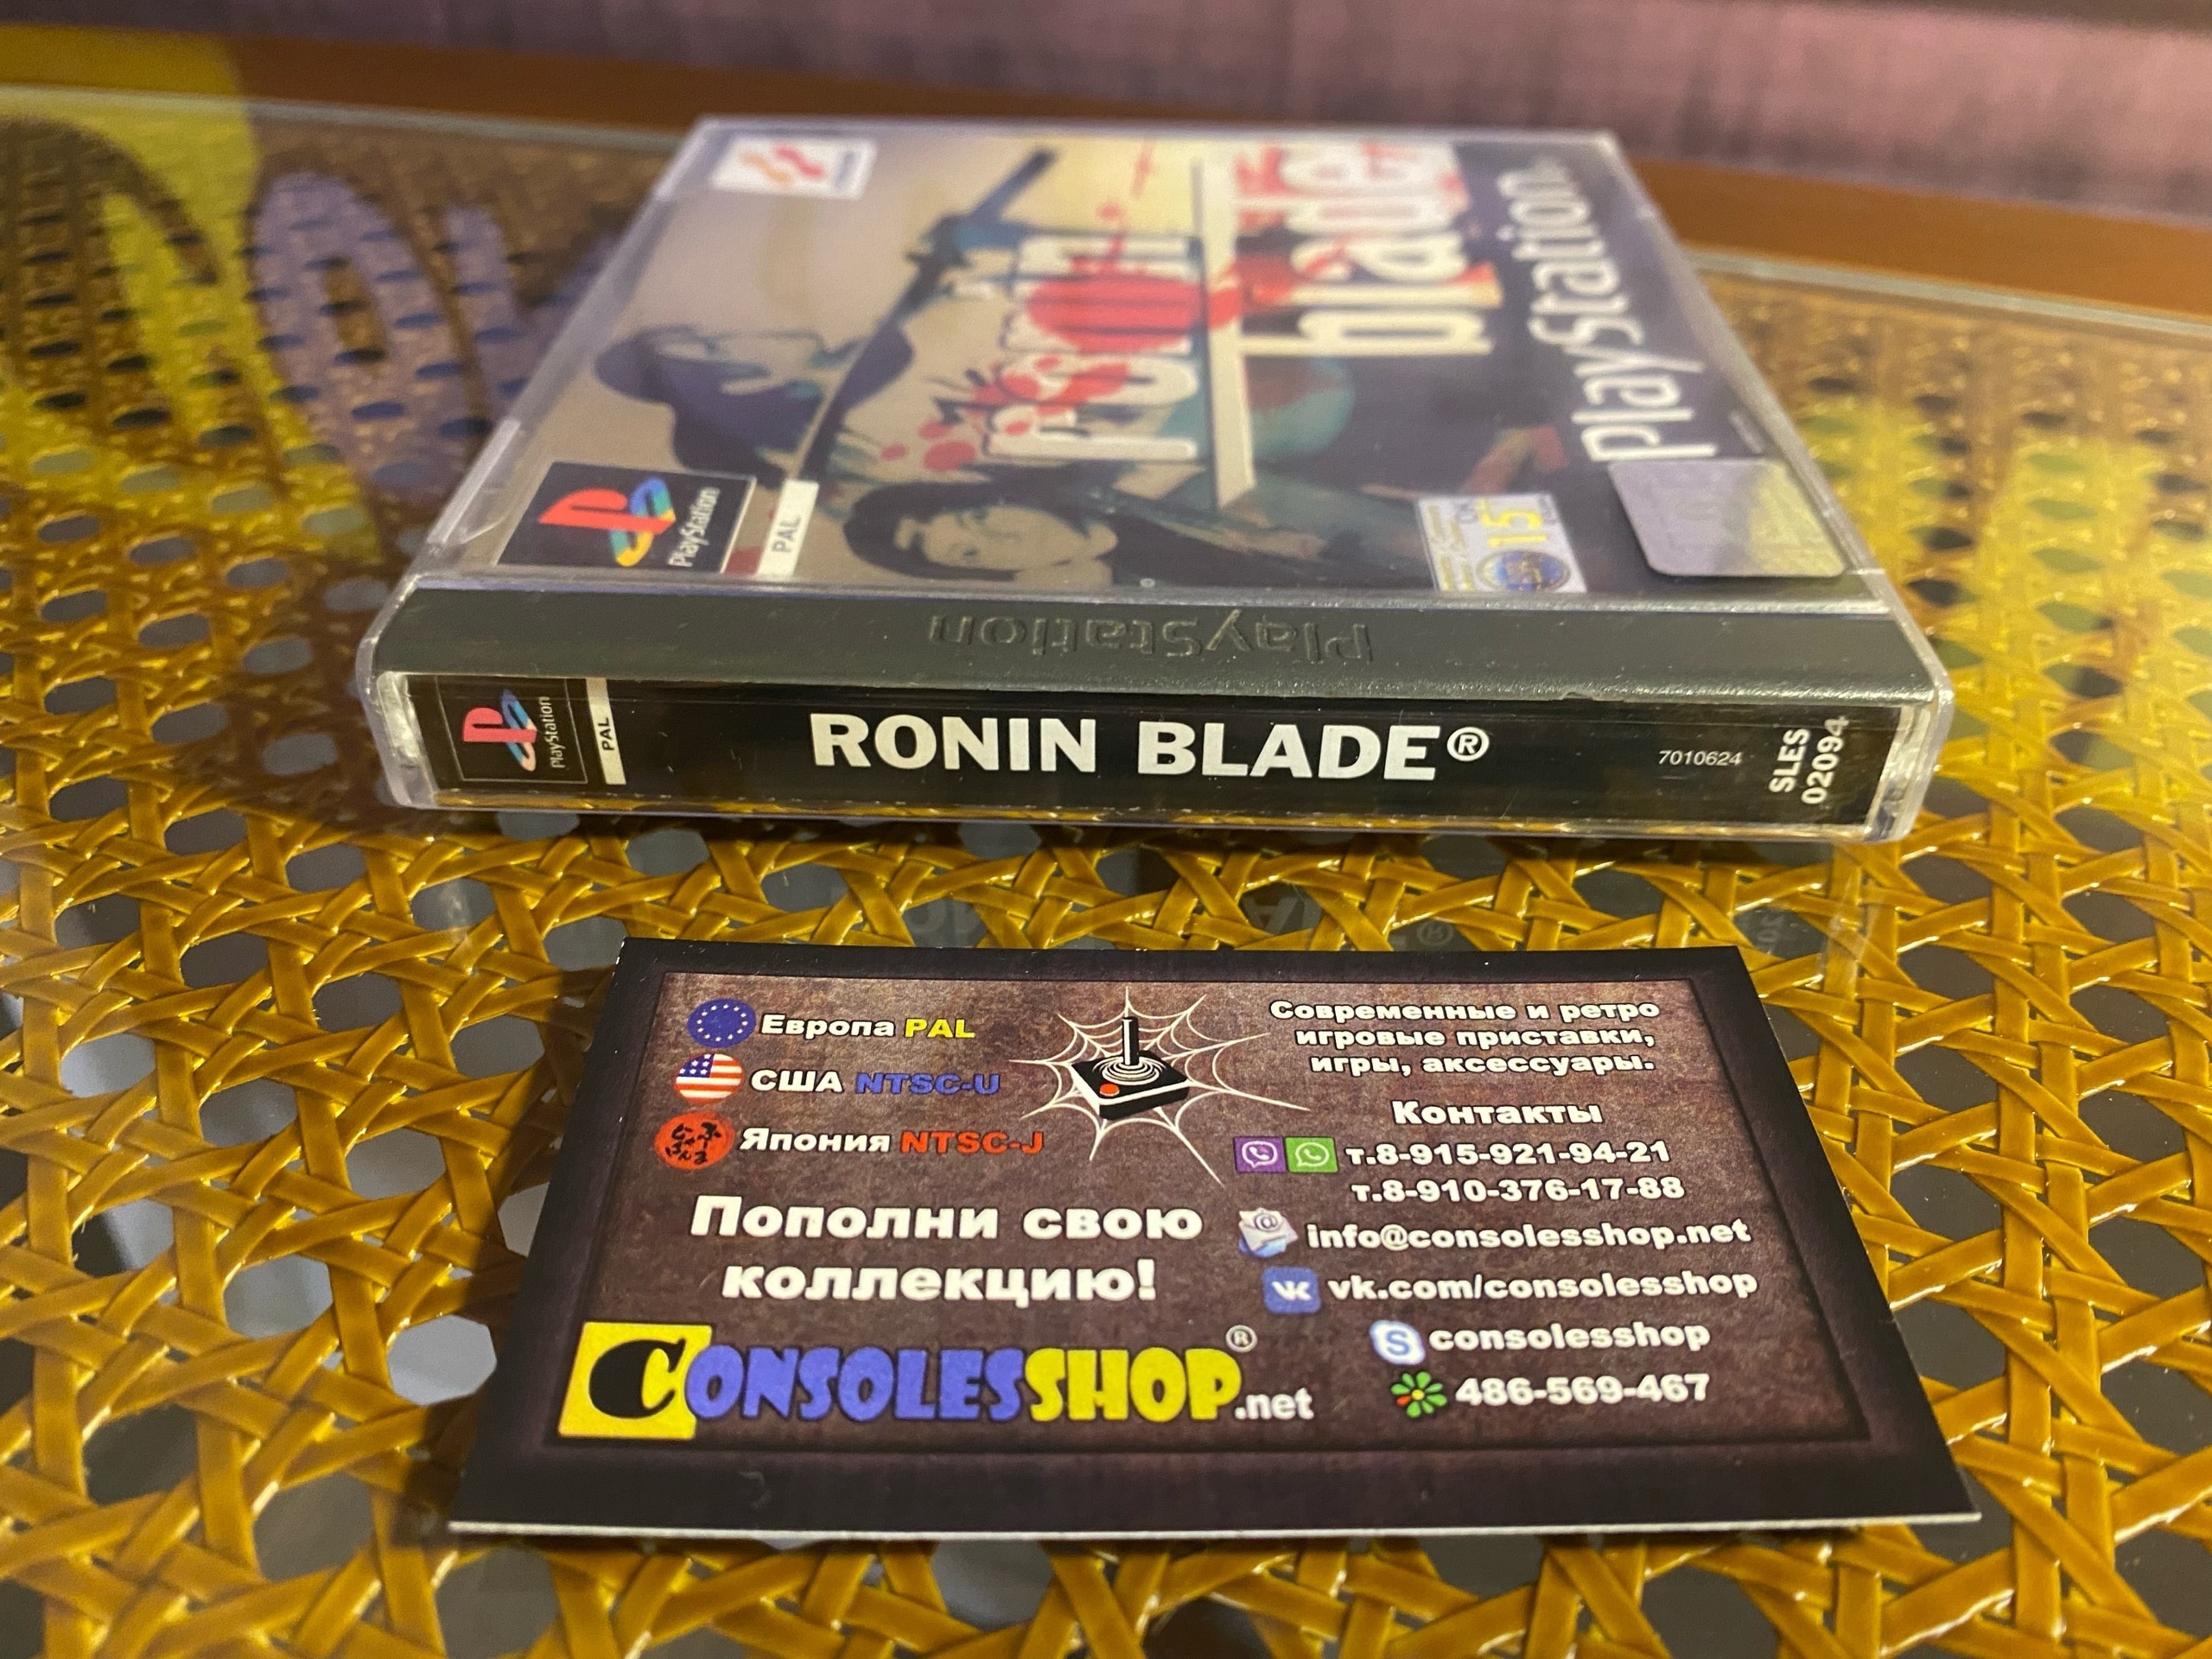 ronin
blade
PlayStation
PlayStation
PAL
15
PlayStation
PlayStation
PAL
RONIN BLADE®
7010624
SLES
02094
Европа PAL
США NTSC-U
Япония NTSC-J
Пополни свою
коллекцию!
CONSOLESSHOP.net
®
Современные и ретро
игровые приставки,
игры, аксессуары.
Контакты
т.8-915-921-94-21
т.8-910-376-17-88
info@consolesshop.net
vk.com/consolesshop
consolesshop
486-569-467